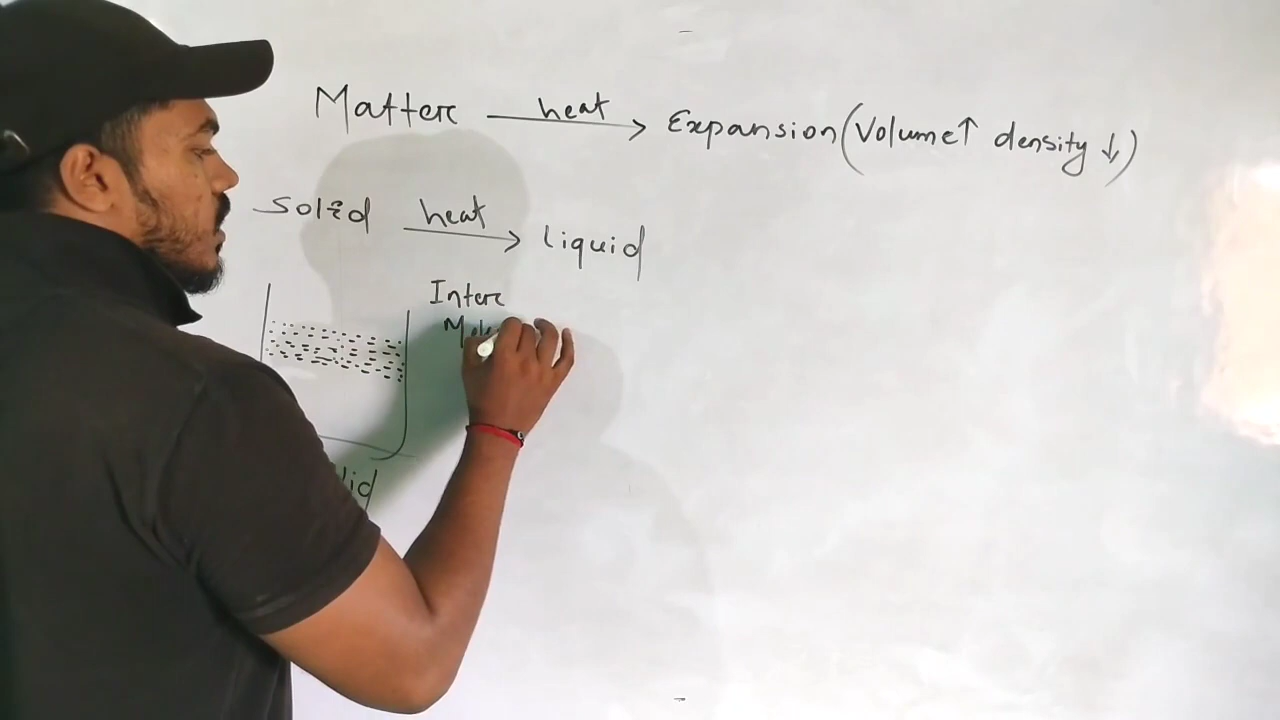 Matter heat Expansion (Volume↑ density ↓)
Solid heat liquid
Inter